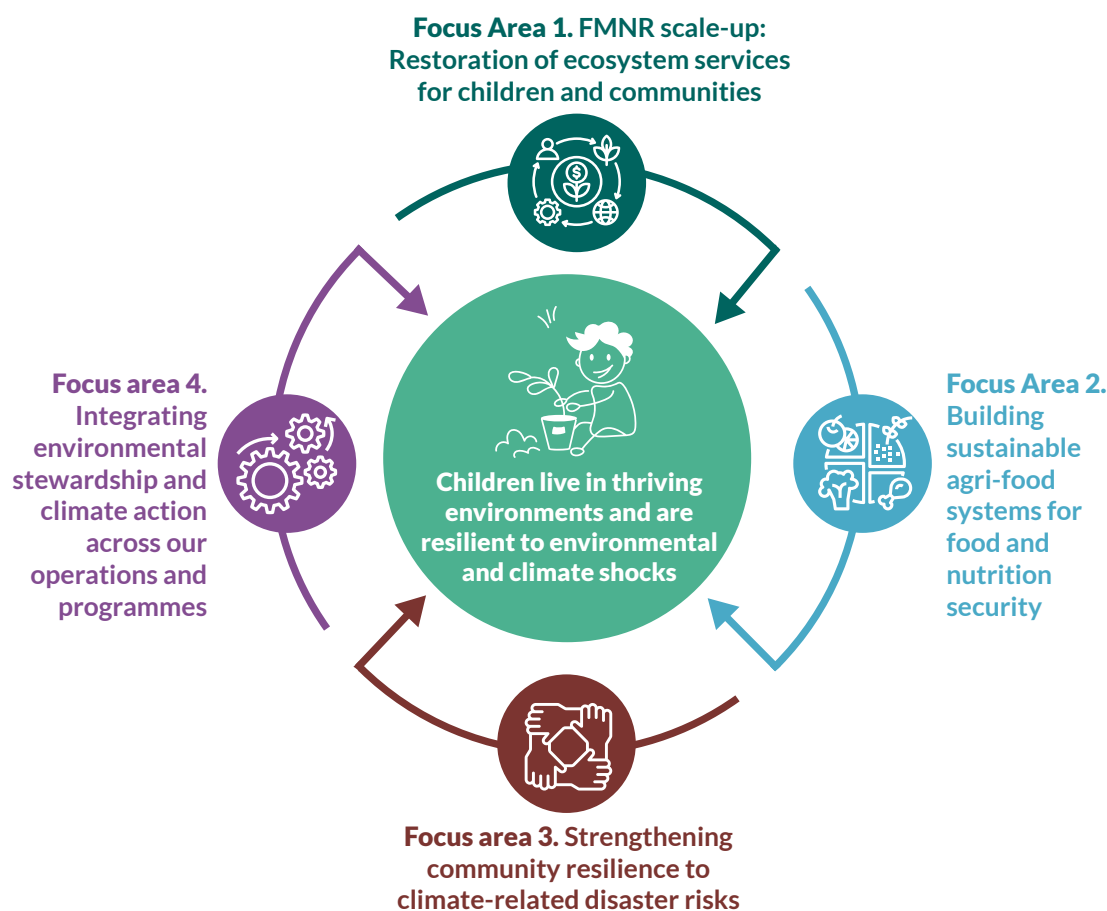 Focus Area 1. FMNR scale-up:
Restoration of ecosystem services
for children and communities
$
Focus Area 2.
Building
sustainable
agri-food
systems for
food and
nutrition
security
Children live in thriving
environments and are
resilient to environmental
and climate shocks
Focus area 3. Strengthening
community resilience to
climate-related disaster risks
Focus area 4.
Integrating
environmental
stewardship and
climate action
across our
operations and
programmes